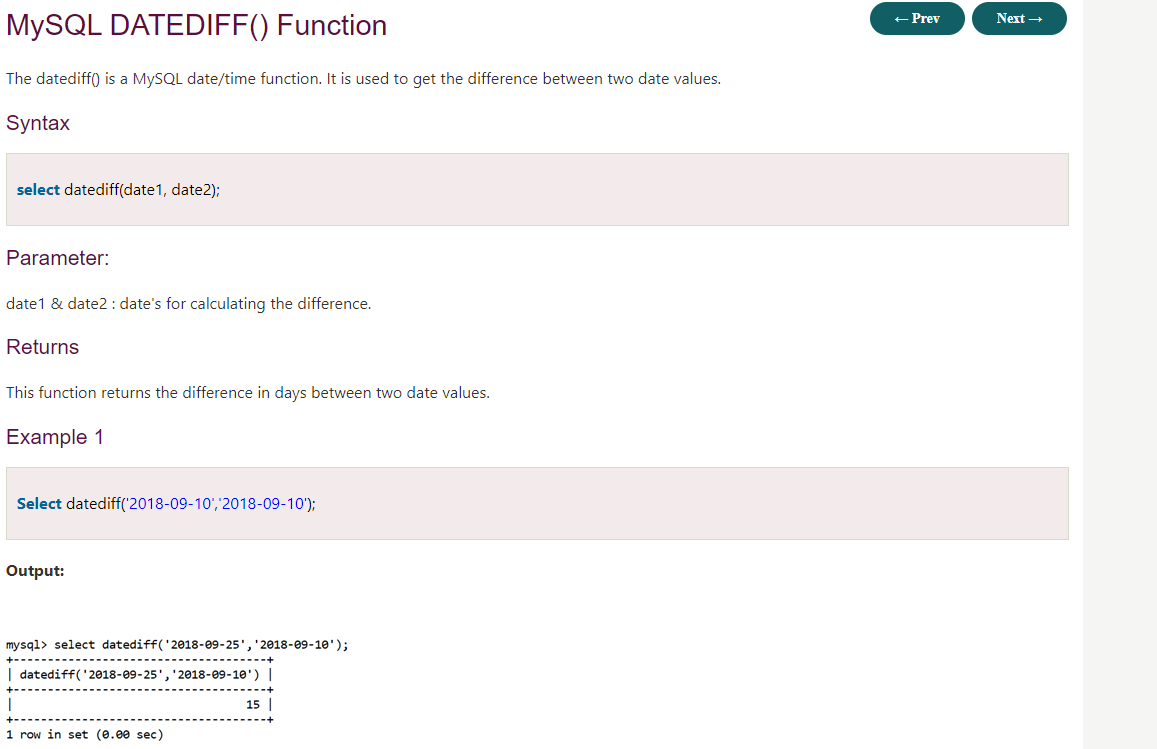 MySQL DATEDIFF() Function
← Prev
Next →
The datediff() is a MySQL date/time function. It is used to get the difference between two date values.
Syntax
select datediff(date1, date2);
Parameter:
date1 & date2 : date's for calculating the difference.
Returns
This function returns the difference in days between two date values.
Example 1
Select datediff('2018-09-10','2018-09-10');
Output:
mysql> select datediff('2018-09-25','2018-09-10');
+-------------------------------------+
| datediff('2018-09-25','2018-09-10') |
+-------------------------------------+
|                                  15 |
+-------------------------------------+
1 row in set (0.00 sec)